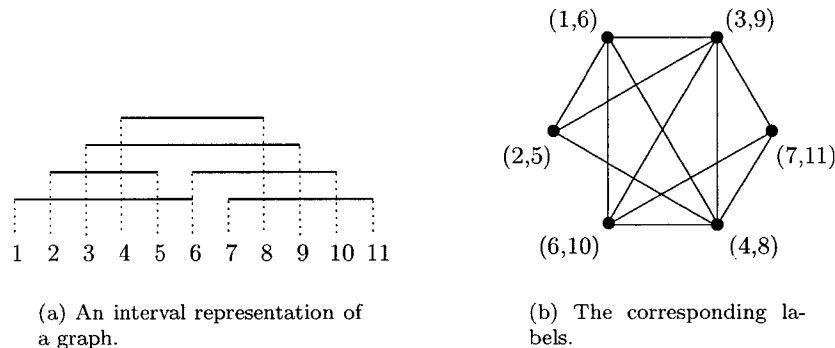 (1,6) (3,9)
(2,5) (7,11)
(6,10) (4,8)
1 2 3 4 5 6 7 8 9 10 11
(a) An interval representation of
a graph.
(b) The corresponding la-
bels.